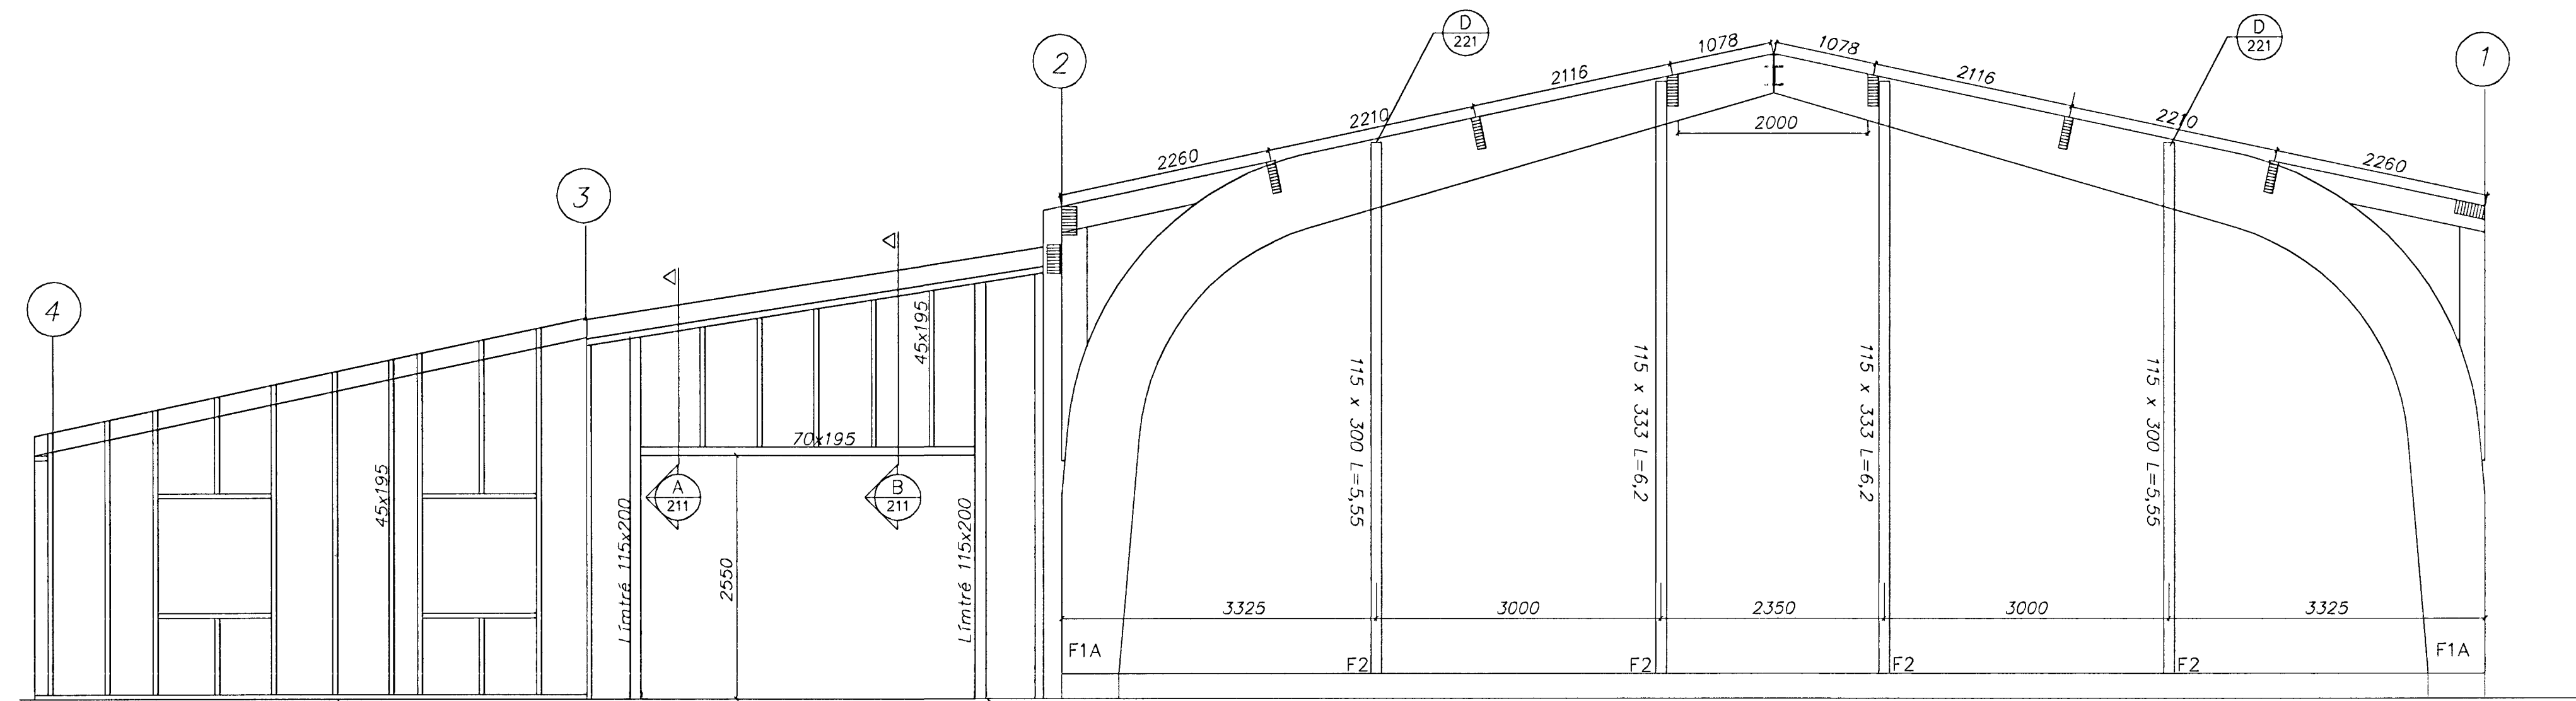 D
221
D
221
2
1
1078
1078
2116
2116
2210
2210
2260
2260
2000
3
4
45x195
70x195
45x195
A
211
B
211
Límtré 115x200
Límtré 115x200
2550
115 x 300 L=5,55
115 x 333 L=6,2
115 x 333 L=6,2
115 x 300 L=5,55
3325
3000
2350
3000
3325
F1A
F2
F2
F2
F2
F1A